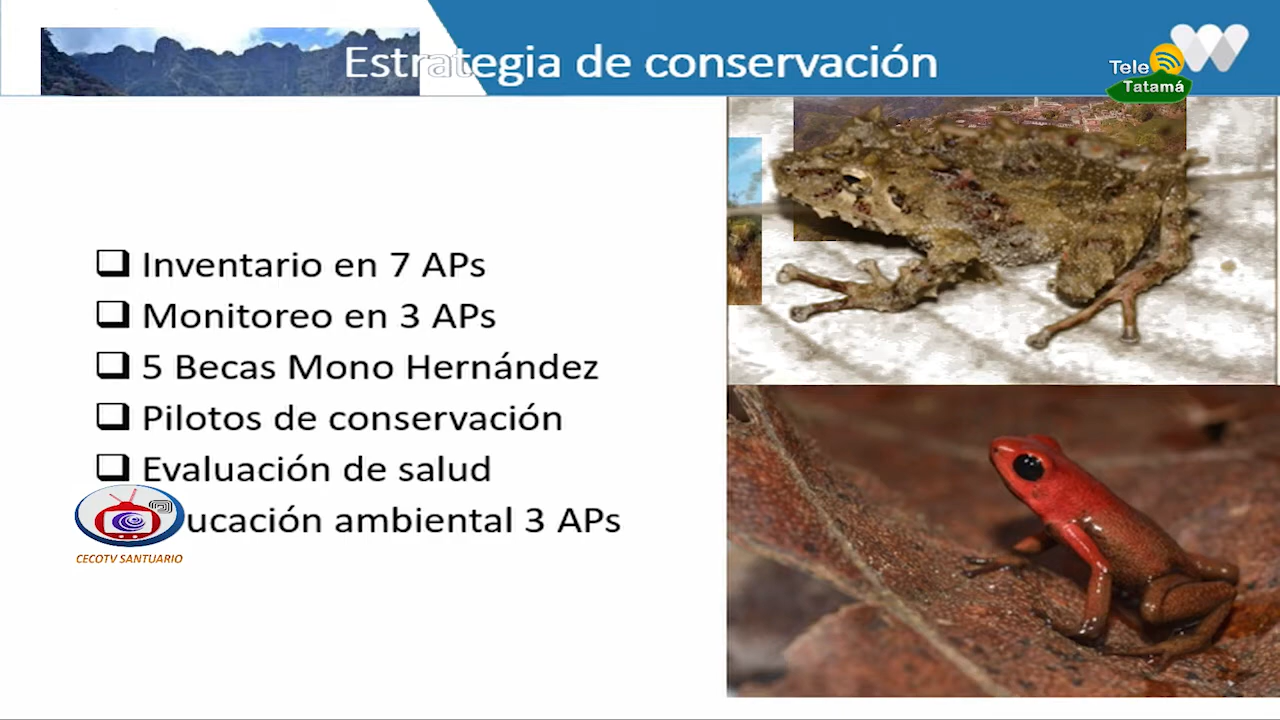 Estrategia de conservación
Tele
Tatamá
Inventario en 7 APs
Monitoreo en 3 APs
5 Becas Mono Hernández
Pilotos de conservación
Evaluación de salud
ucación ambiental 3 APs
CECOTV SANTUARIO